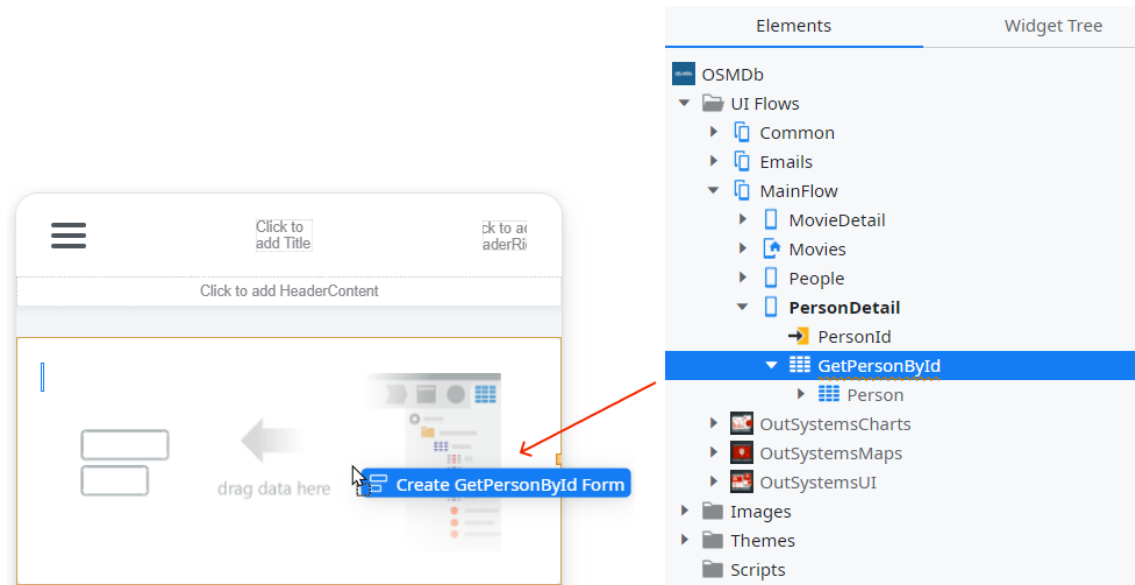 Elements
Widget Tree
OSMDb
UI Flows
Common
Emails
MainFlow
MovieDetail
Movies
People
PersonDetail
PersonId
GetPersonById
Person
OutSystemsCharts
OutSystemsMaps
OutSystemsUI
Images
Themes
Scripts
Click to
add Title
ck to a
aderRi
Click to add HeaderContent
drag data here
Create GetPersonById Form